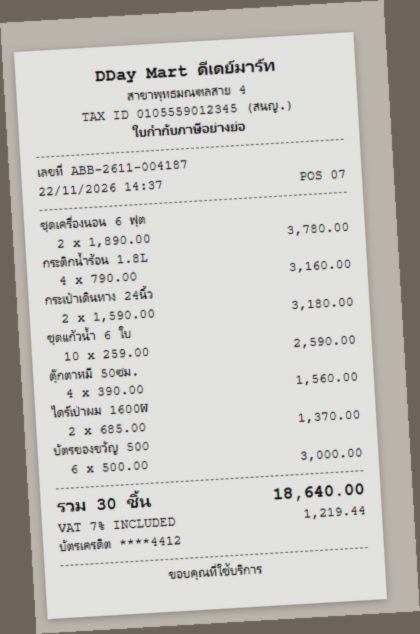 DDay Mart ดีเดย์มาร์ท
สาขาพุทธมณฑลสาย 4
TAX ID 0105559012345 (สนญ.)
ใบกำกับภาษีอย่างย่อ
เลขที่ ABB-2611-004187
22/11/2026 14:37 POS 07
ชุดเครื่องนอน 6 ฟุต
2 x 1,890.00 3,780.00
กระติกน้ำร้อน 1.8L
4 x 790.00 3,160.00
กระเป๋าเดินทาง 24นิ้ว
2 x 1,590.00 3,180.00
ชุดแก้วน้ำ 6 ใบ
10 x 259.00 2,590.00
ตุ๊กตาหมี 50ซม.
4 x 390.00 1,560.00
ไดร์เป่าผม 1600W
2 x 685.00 1,370.00
บัตรของขวัญ 500
6 x 500.00 3,000.00
รวม 30 ชิ้น 18,640.00
VAT 7% INCLUDED 1,219.44
บัตรเครดิต ****4412
ขอบคุณที่ใช้บริการ